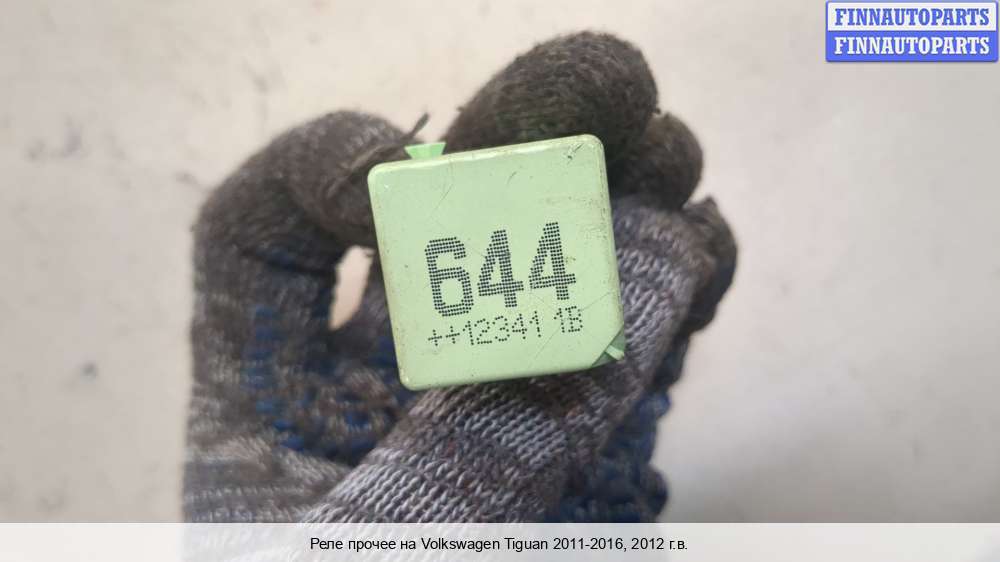 FINNAUTOPARTS
FINNAUTOPARTS
644
++12341 1B
Реле прочее на Volkswagen Tiguan 2011-2016, 2012 г.в.